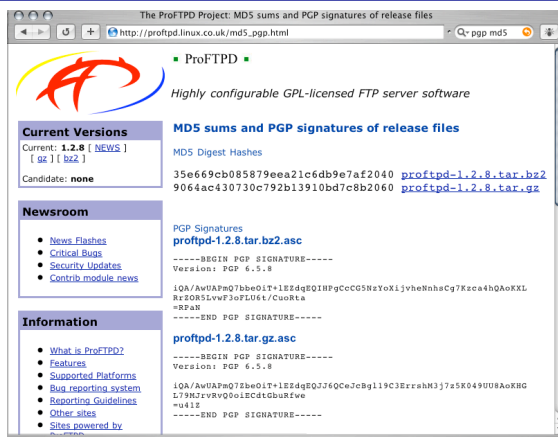 The ProFTPD Project: MD5 sums and PGP signatures of release files
http://proftpd.linux.co.uk/md5_pgp.html
pgp md5
ProFTPD
Highly configurable GPL-licensed FTP server software
Current Versions
Current: 1.2.8 [ NEWS ]
[ gz ] [ bz2 ]
Candidate: none
Newsroom
News Flashes
Critical Bugs
Security Updates
Contrib module news
Information
What is ProFTPD?
Features
Supported Platforms
Bug reporting system
Reporting Guidelines
Other sites
Sites powered by
MD5 sums and PGP signatures of release files
MD5 Digest Hashes
35e669cb085879eea21c6db9e7af2040 proftpd-1.2.8.tar.bz2
9064ac430730c792b13910bd7c8b2060 proftpd-1.2.8.tar.gz
PGP Signatures
proftpd-1.2.8.tar.bz2.asc
-----BEGIN PGP SIGNATURE-----
Version: PGP 6.5.8
iQA/AwUAPmQ7bbeOiT+lEZdqEQIHPgCcCG5NzYoXijvheNnhsCg7Kzca4hQAoKXL
RrZOR5LvwF3oFLU6t/CuoRta
=RPaN
-----END PGP SIGNATURE-----
proftpd-1.2.8.tar.gz.asc
-----BEGIN PGP SIGNATURE-----
Version: PGP 6.5.8
iQA/AwUAPmQ7ZbeOiT+lEZdqEQJJ6QCeJcBgl19C3ErrshM3j7z5K049UU8AoKHG
L79MJrvRvQ0oiECdtGbuRfwe
=u41Z
-----END PGP SIGNATURE-----